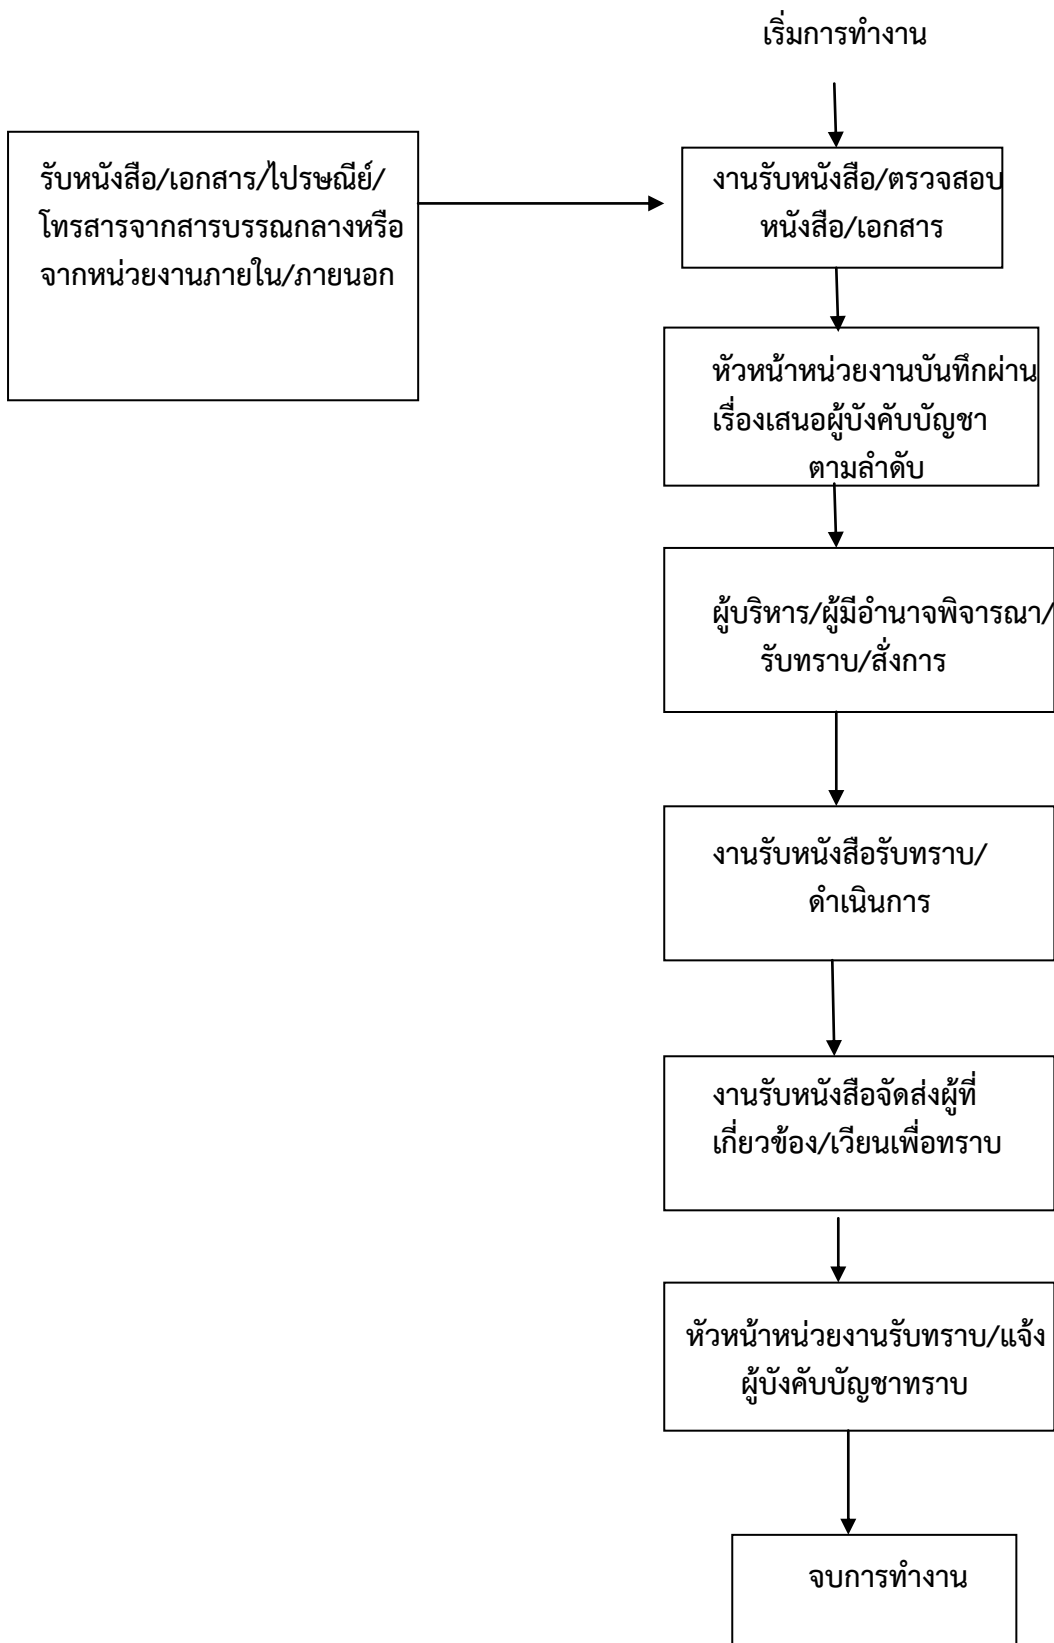 เริ่มการทำงาน
รับหนังสือ/เอกสาร/ไปรษณีย์/
โทรสารจากสารบรรณกลางหรือ
จากหน่วยงานภายใน/ภายนอก
งานรับหนังสือ/ตรวจสอบ
หนังสือ/เอกสาร
หัวหน้าหน่วยงานบันทึกผ่าน
เรื่องเสนอผู้บังคับบัญชา
ตามลำดับ
ผู้บริหาร/ผู้มีอำนาจพิจารณา/
รับทราบ/สั่งการ
งานรับหนังสือรับทราบ/
ดำเนินการ
งานรับหนังสือจัดส่งผู้ที่
เกี่ยวข้อง/เวียนเพื่อทราบ
หัวหน้าหน่วยงานรับทราบ/แจ้ง
ผู้บังคับบัญชาทราบ
จบการทำงาน